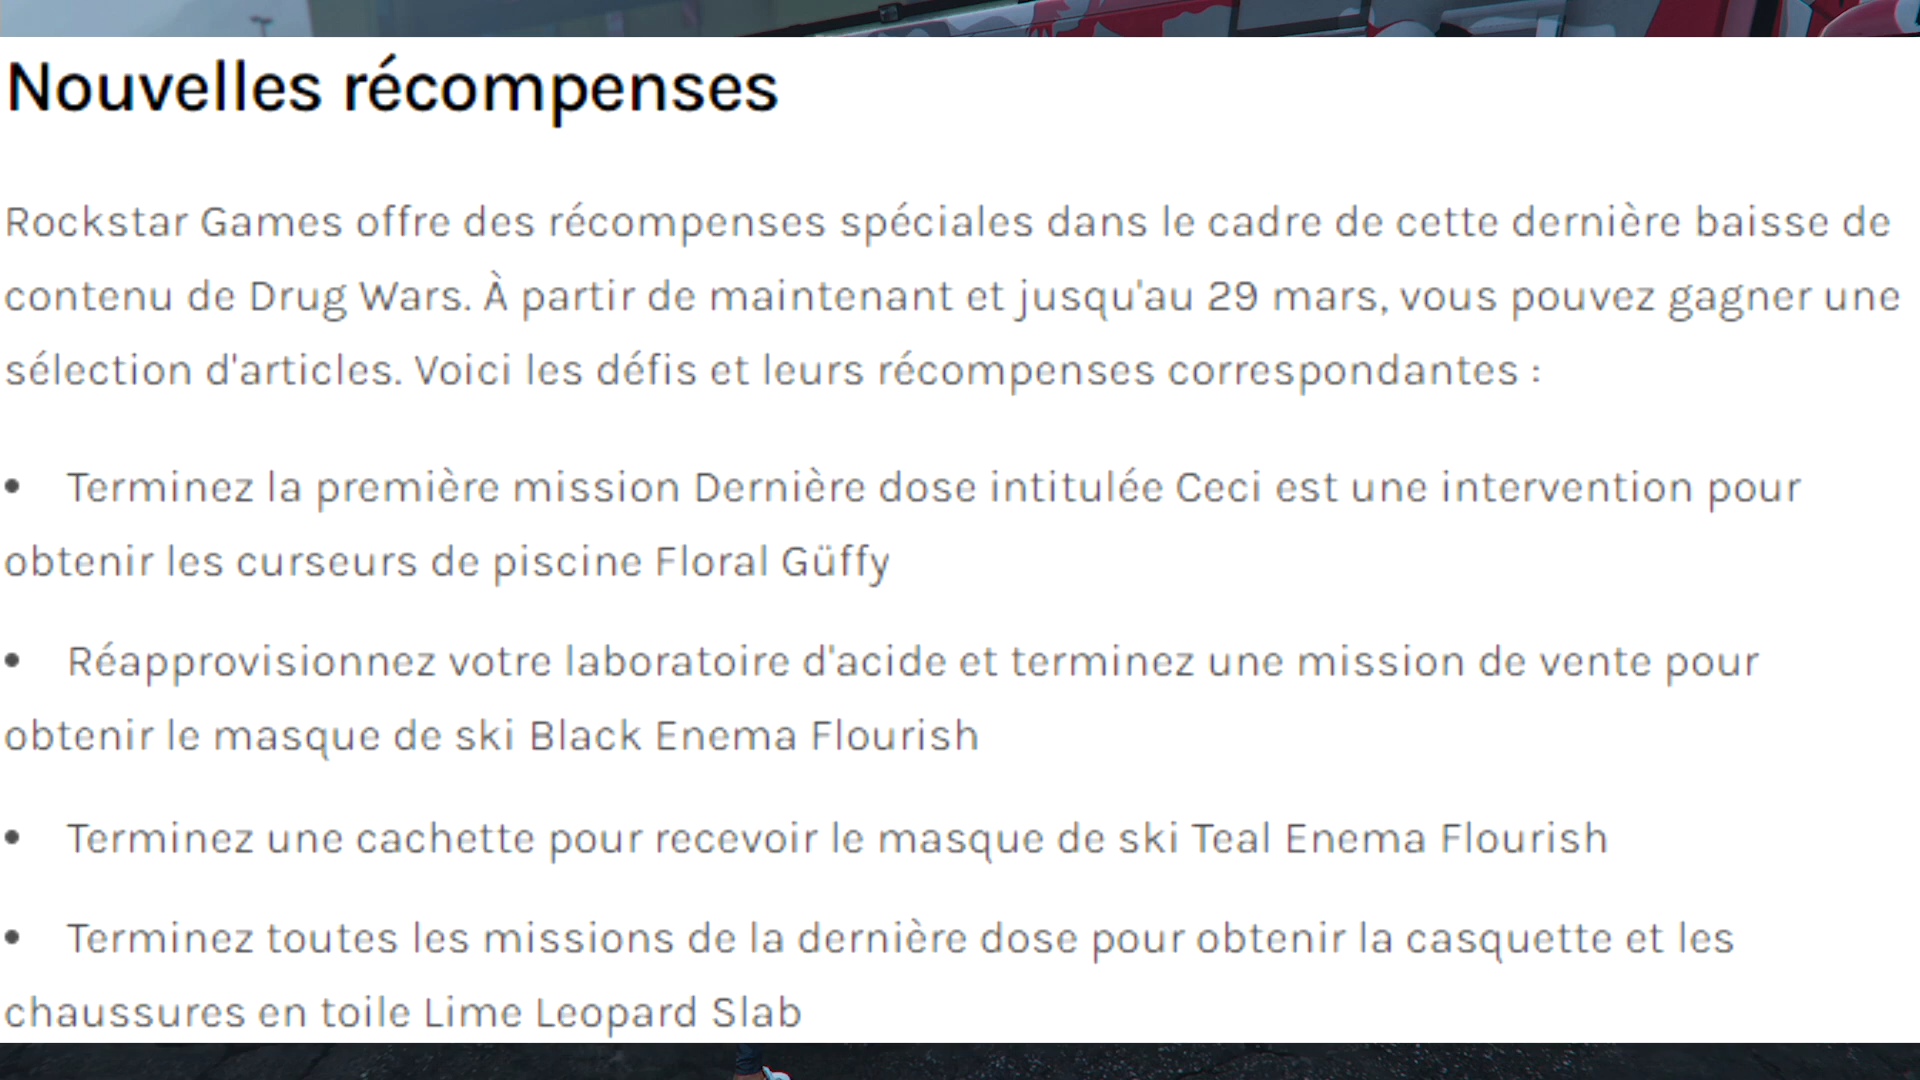 Nouvelles récompenses
Rockstar Games offre des récompenses spéciales dans le cadre de cette dernière baisse de
contenu de Drug Wars. À partir de maintenant et jusqu'au 29 mars, vous pouvez gagner une
sélection d'articles. Voici les défis et leurs récompenses correspondantes :
• Terminez la première mission Dernière dose intitulée Ceci est une intervention pour
obtenir les curseurs de piscine Floral Güffy
• Réapprovisionnez votre laboratoire d'acide et terminez une mission de vente pour
obtenir le masque de ski Black Enema Flourish
• Terminez une cachette pour recevoir le masque de ski Teal Enema Flourish
• Terminez toutes les missions de la dernière dose pour obtenir la casquette et les
chaussures en toile Lime Leopard Slab